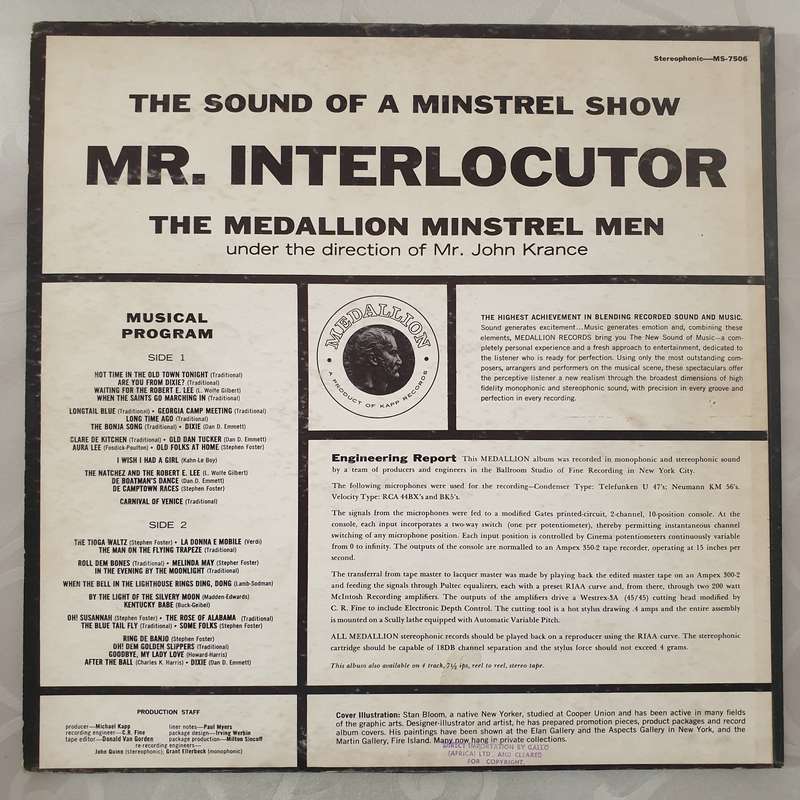 Stereophonic—MS-7506
THE SOUND OF A MINSTREL SHOW
MR. INTERLOCUTOR
THE MEDALLION MINSTREL MEN
under the direction of Mr. John Krance
MUSICAL
PROGRAM
SIDE 1
HOT TIME IN THE OLD TOWN TONIGHT (Traditional)
ARE YOU FROM DIXIE? (Traditional)
WAITING FOR THE ROBERT E. LEE (L. Wolfe Gilbert)
WHEN THE SAINTS GO MARCHING IN (Traditional)
LONGTAIL BLUE (Traditional) • GEORGIA CAMP MEETING (Traditional)
LONG TIME AGO (Traditional)
THE BONJA SONG (Traditional) • DIXIE (Dan D. Emmett)
CLARE DE KITCHEN (Traditional) • OLD DAN TUCKER (Dan D. Emmett)
AURA LEE (Fosdick-Poulton) • OLD FOLKS AT HOME (Stephen Foster)
I WISH I HAD A GIRL (Kahn-Le Boy)
THE NATCHEZ AND THE ROBERT E. LEE (L. Wolfe Gilbert)
DE BOATMAN'S DANCE (Dan D. Emmett)
DE CAMPTOWN RACES (Stephen Foster)
CARNIVAL OF VENICE (Traditional)
SIDE 2
THE TIOGA WALTZ (Stephen Foster) • LA DONNA E MOBILE (Verdi)
THE MAN ON THE FLYING TRAPEZE (Traditional)
ROLL DEM BONES (Traditional) • MELINDA MAY (Stephen Foster)
IN THE EVENING BY THE MOONLIGHT (Traditional)
WHEN THE BELL IN THE LIGHTHOUSE RINGS DING, DONG (Lamb-Sodman)
BY THE LIGHT OF THE SILVERY MOON (Madden-Edwards)
KENTUCKY BABE (Buck-Geibel)
OH! SUSANNAH (Stephen Foster) • THE ROSE OF ALABAMA (Traditional)
THE BLUE TAIL FLY (Traditional) • SOME FOLKS (Stephen Foster)
RING DE BANJO (Stephen Foster)
OH! DEM GOLDEN SLIPPERS (Traditional)
GOODBYE, MY LADY LOVE (Howard-Harris)
AFTER THE BALL (Charles K. Harris) • DIXIE (Dan D. Emmett)
MEDALLION
• A PRODUCT OF KAPP RECORDS •
THE HIGHEST ACHIEVEMENT IN BLENDING RECORDED SOUND AND MUSIC.
Sound generates excitement...Music generates emotion and, combining these
elements, MEDALLION RECORDS bring you The New Sound of Music—a com-
pletely personal experience and a fresh approach to entertainment, dedicated to
the listener who is ready for perfection. Using only the most outstanding com-
posers, arrangers and performers on the musical scene, these spectaculars offer
the perceptive listener a new realism through the broadest dimensions of high
fidelity monophonic and stereophonic sound, with precision in every groove and
perfection in every recording.
Engineering Report This MEDALLION album was recorded in monophonic and stereophonic sound
by a team of producers and engineers in the Ballroom Studio of Fine Recording in New York City.
The following microphones were used for the recording—Condenser Type: Telefunken U 47's; Neumann KM 56's.
Velocity Type: RCA 44BX's and BK5's.
The signals from the microphones were fed to a modified Gates printed-circuit, 2-channel, 10-position console. At the
console, each input incorporates a two-way switch (one per potentiometer), thereby permitting instantaneous channel
switching of any microphone position. Each input position is controlled by Cinema potentiometers continuously variable
from 0 to infinity. The outputs of the console are normalled to an Ampex 350-2 tape recorder, operating at 15 inches per
second.
The transferral from tape master to lacquer master was made by playing back the edited master tape on an Ampex 300-2
and feeding the signals through Pultec equalizers, each with a preset RIAA curve and, from there, through two 200 watt
McIntosh Recording amplifiers. The outputs of the amplifiers drive a Westrex-3A (45/45) cutting head modified by
C. R. Fine to include Electronic Depth Control. The cutting tool is a hot stylus drawing .4 amps and the entire assembly
is mounted on a Scully lathe equipped with Automatic Variable Pitch.
ALL MEDALLION stereophonic records should be played back on a reproducer using the RIAA curve. The stereophonic
cartridge should be capable of 18DB channel separation and the stylus force should not exceed 4 grams.
This album also available on 4 track, 7½ ips, reel to reel, stereo tape.
PRODUCTION STAFF
producer—Michael Kapp liner notes—Paul Myers
recording engineer—C.R. Fine package design—Irving Werbin
tape editor—Donald Van Gorden package production—Milton Sincoff
re-recording engineers—
John Quinn (stereophonic); Grant Ellerbeck (monophonic)
Cover Illustration: Stan Bloom, a native New Yorker, studied at Cooper Union and has been active in many fields
of the graphic arts. Designer-illustrator and artist, he has prepared promotion pieces, product packages and record
album covers. His paintings have been shown at the Elan Gallery and the Aspects Gallery in New York, and the
Martin Gallery, Fire Island. Many now hang in private collections.
DIRECT IMPORTATION BY GALLO
(AFRICA) LTD. AND CLEARED
FOR COPYRIGHT.